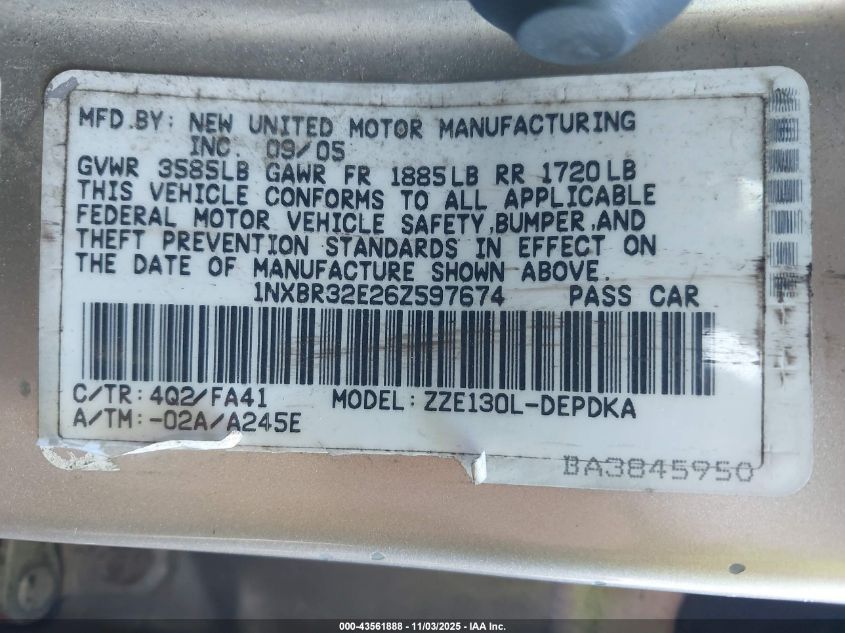 MFD.BY: NEW UNITED MOTOR MANUFACTURING
INC. 09/05
GVWR 3585LB GAWR FR 1885LB RR 1720LB
THIS VEHICLE CONFORMS TO ALL APPLICABLE
FEDERAL MOTOR VEHICLE SAFETY,BUMPER,AND
THEFT PREVENTION STANDARDS IN EFFECT ON
THE DATE OF MANUFACTURE SHOWN ABOVE.
1NXBR32E26Z597674 PASS CAR
C/TR: 4Q2/FA41 MODEL: ZZE130L-DEPDKA
A/TM: -02A/A245E
BA3845950
000-43561888 - 11/03/2025 - IAA Inc.